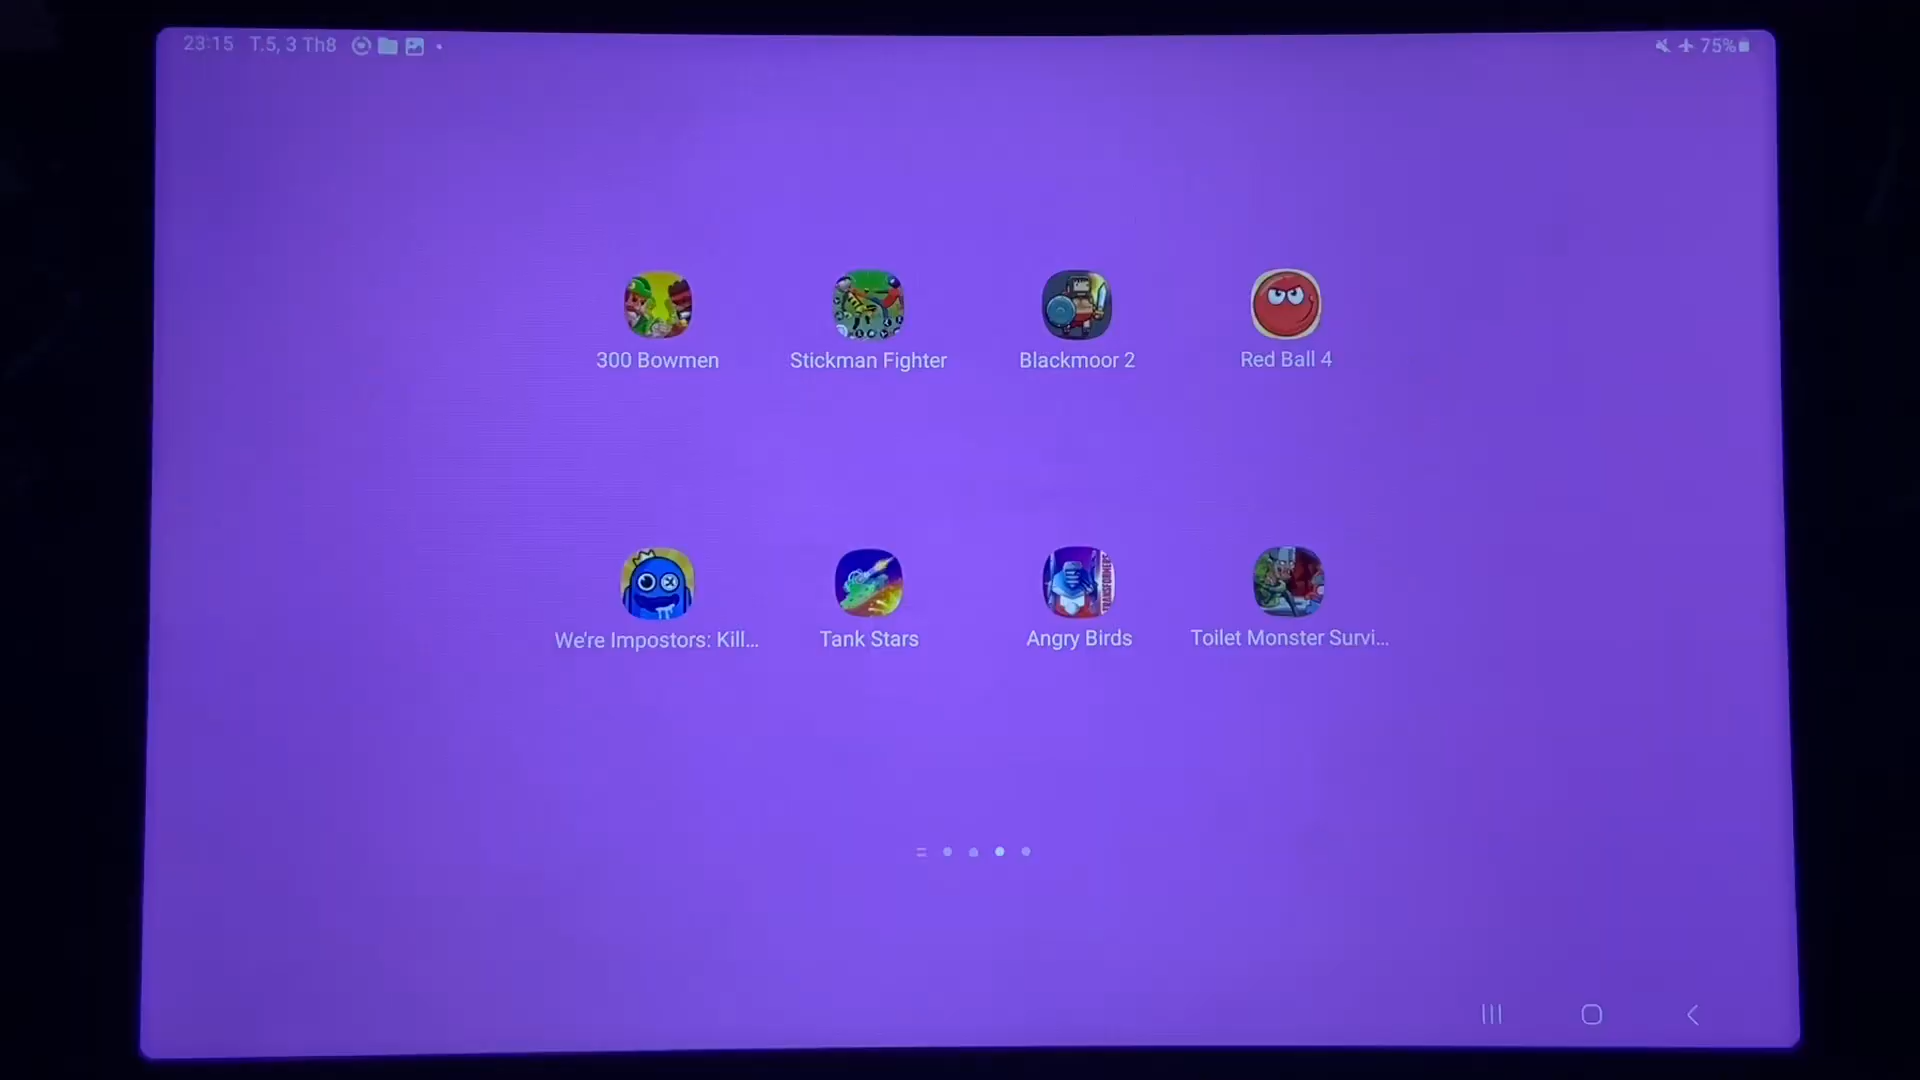 23:15 T.5, 3 Th8
75%
300 Bowmen
Stickman Fighter
Blackmoor 2
Red Ball 4
We're Impostors: Kill...
Tank Stars
Angry Birds
Toilet Monster Survi...
TRANSFORMERS